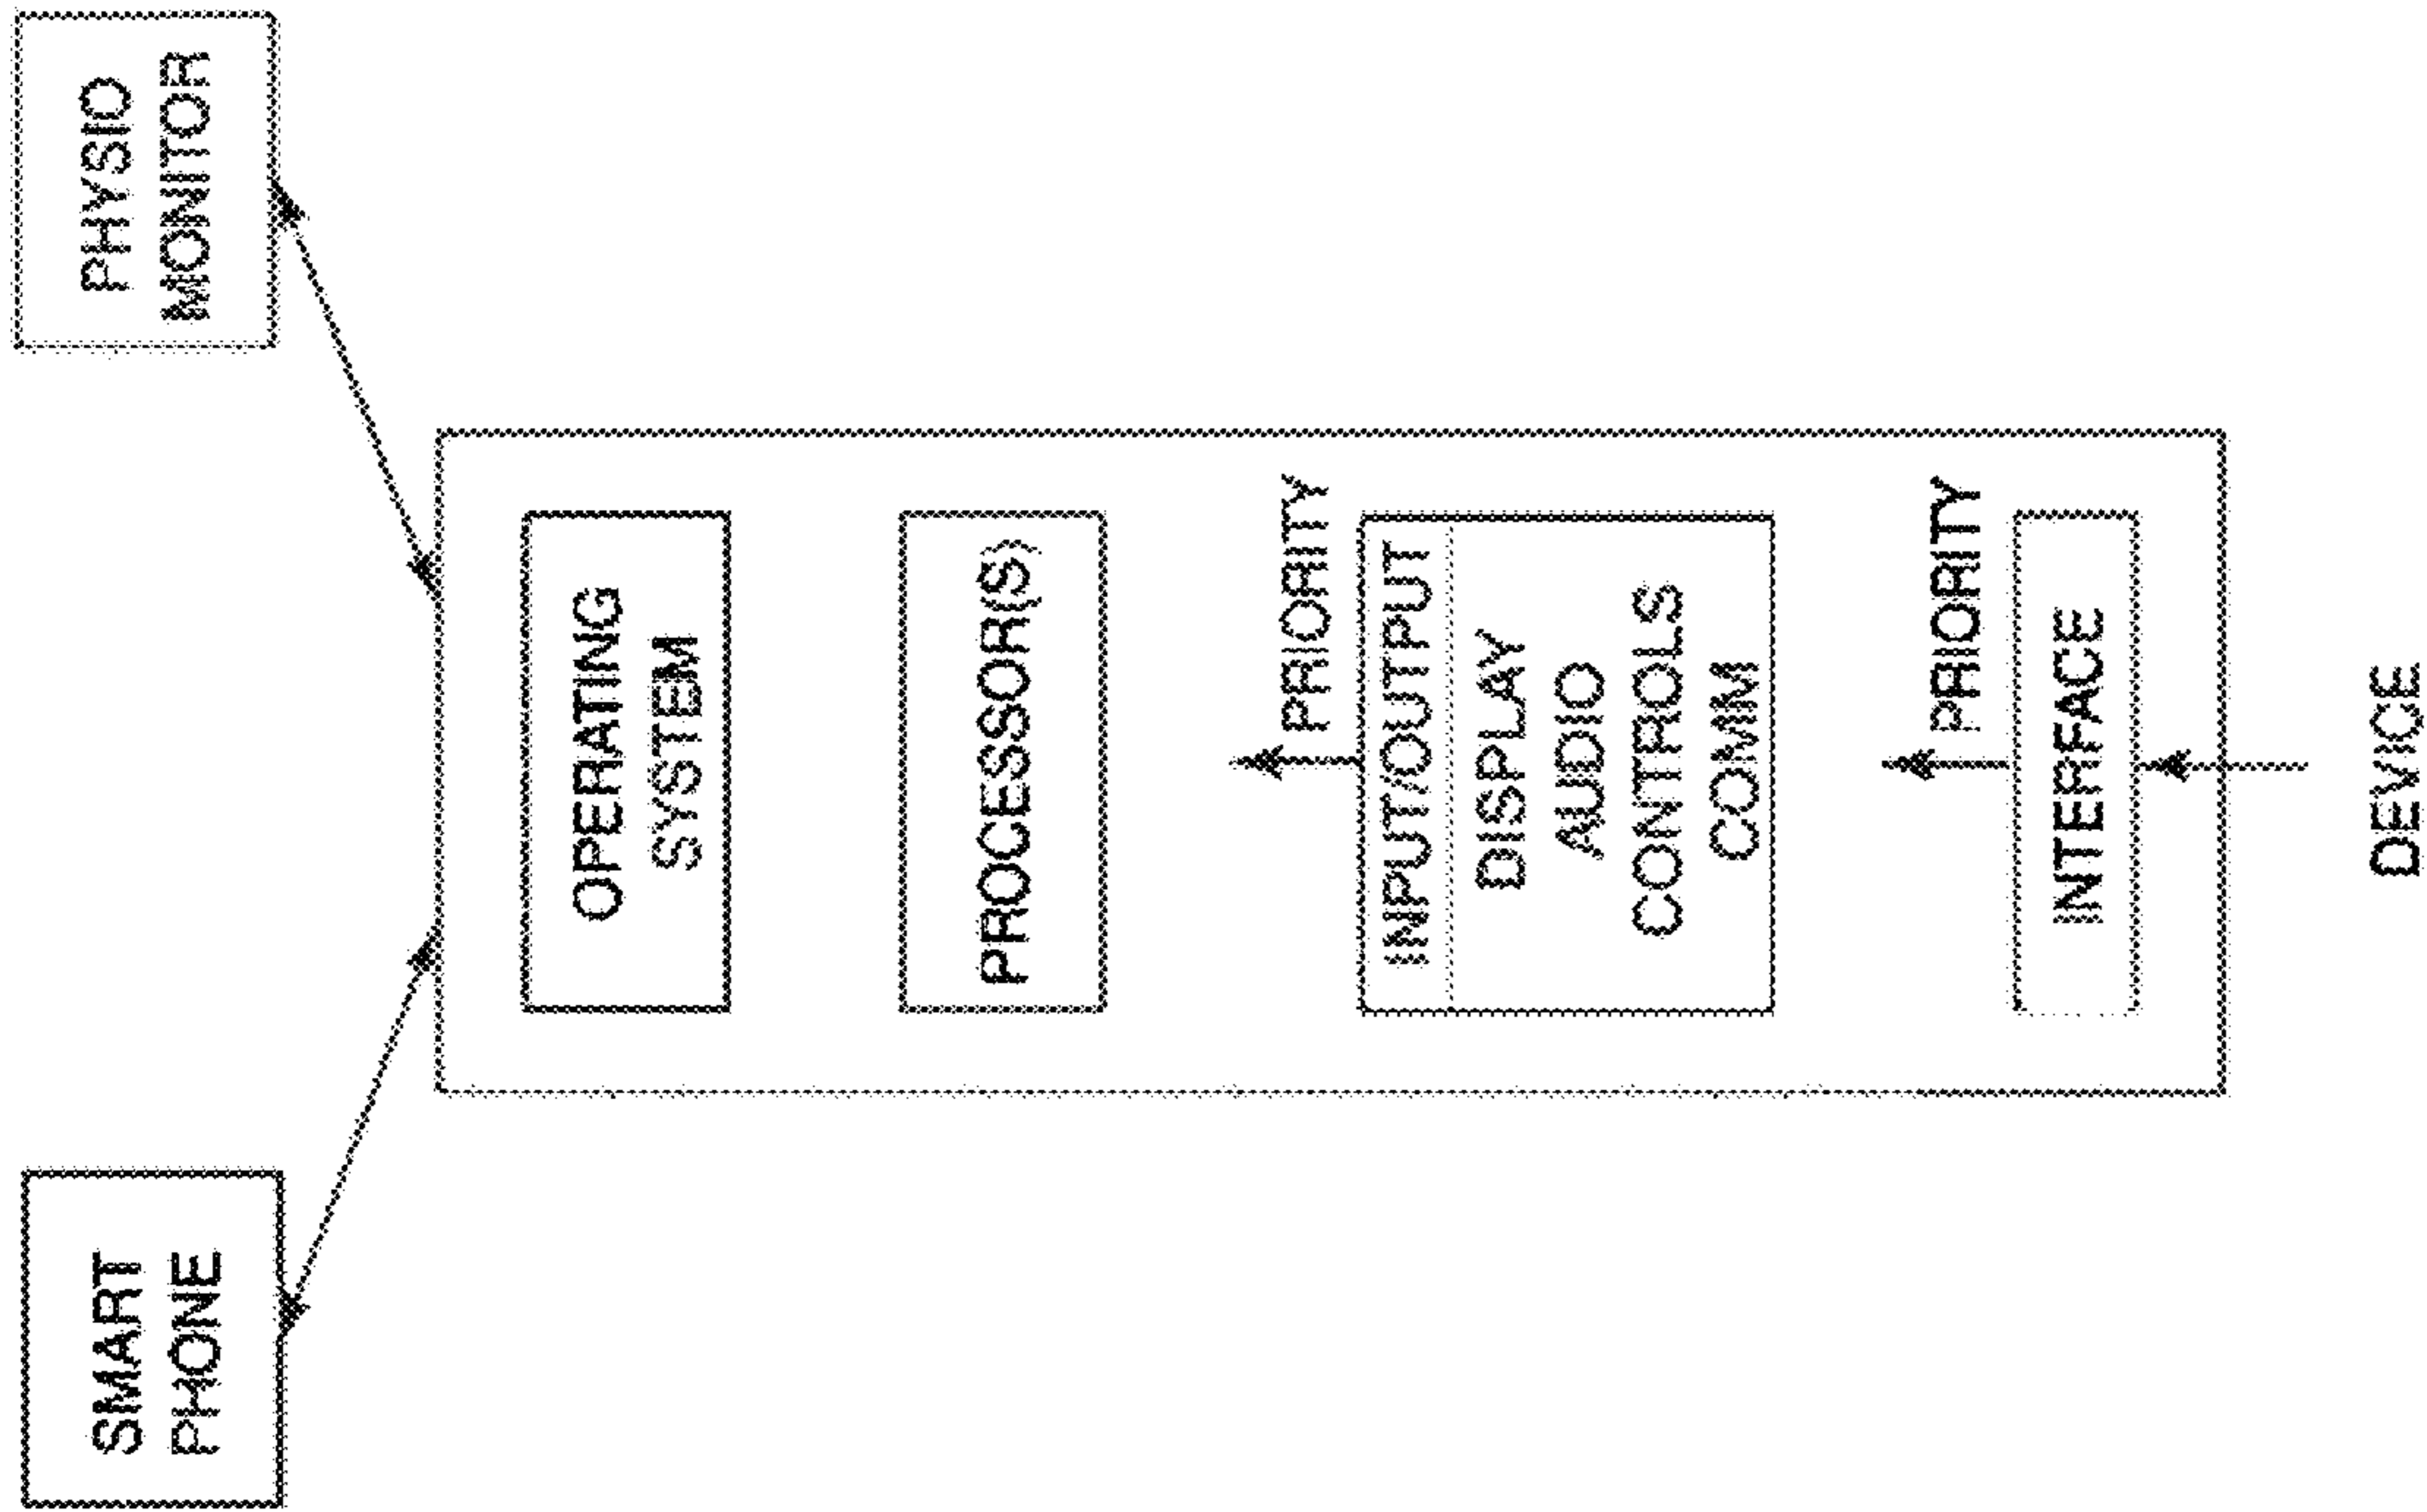 SMART
PHONE
PHYSIO
MONITOR
OPERATING
SYSTEM
PROCESSOR(S)
PRIORITY
INPUT/OUTPUT
DISPLAY
AUDIO
CONTROLS
COMM
PRIORITY
INTERFACE
DEVICE